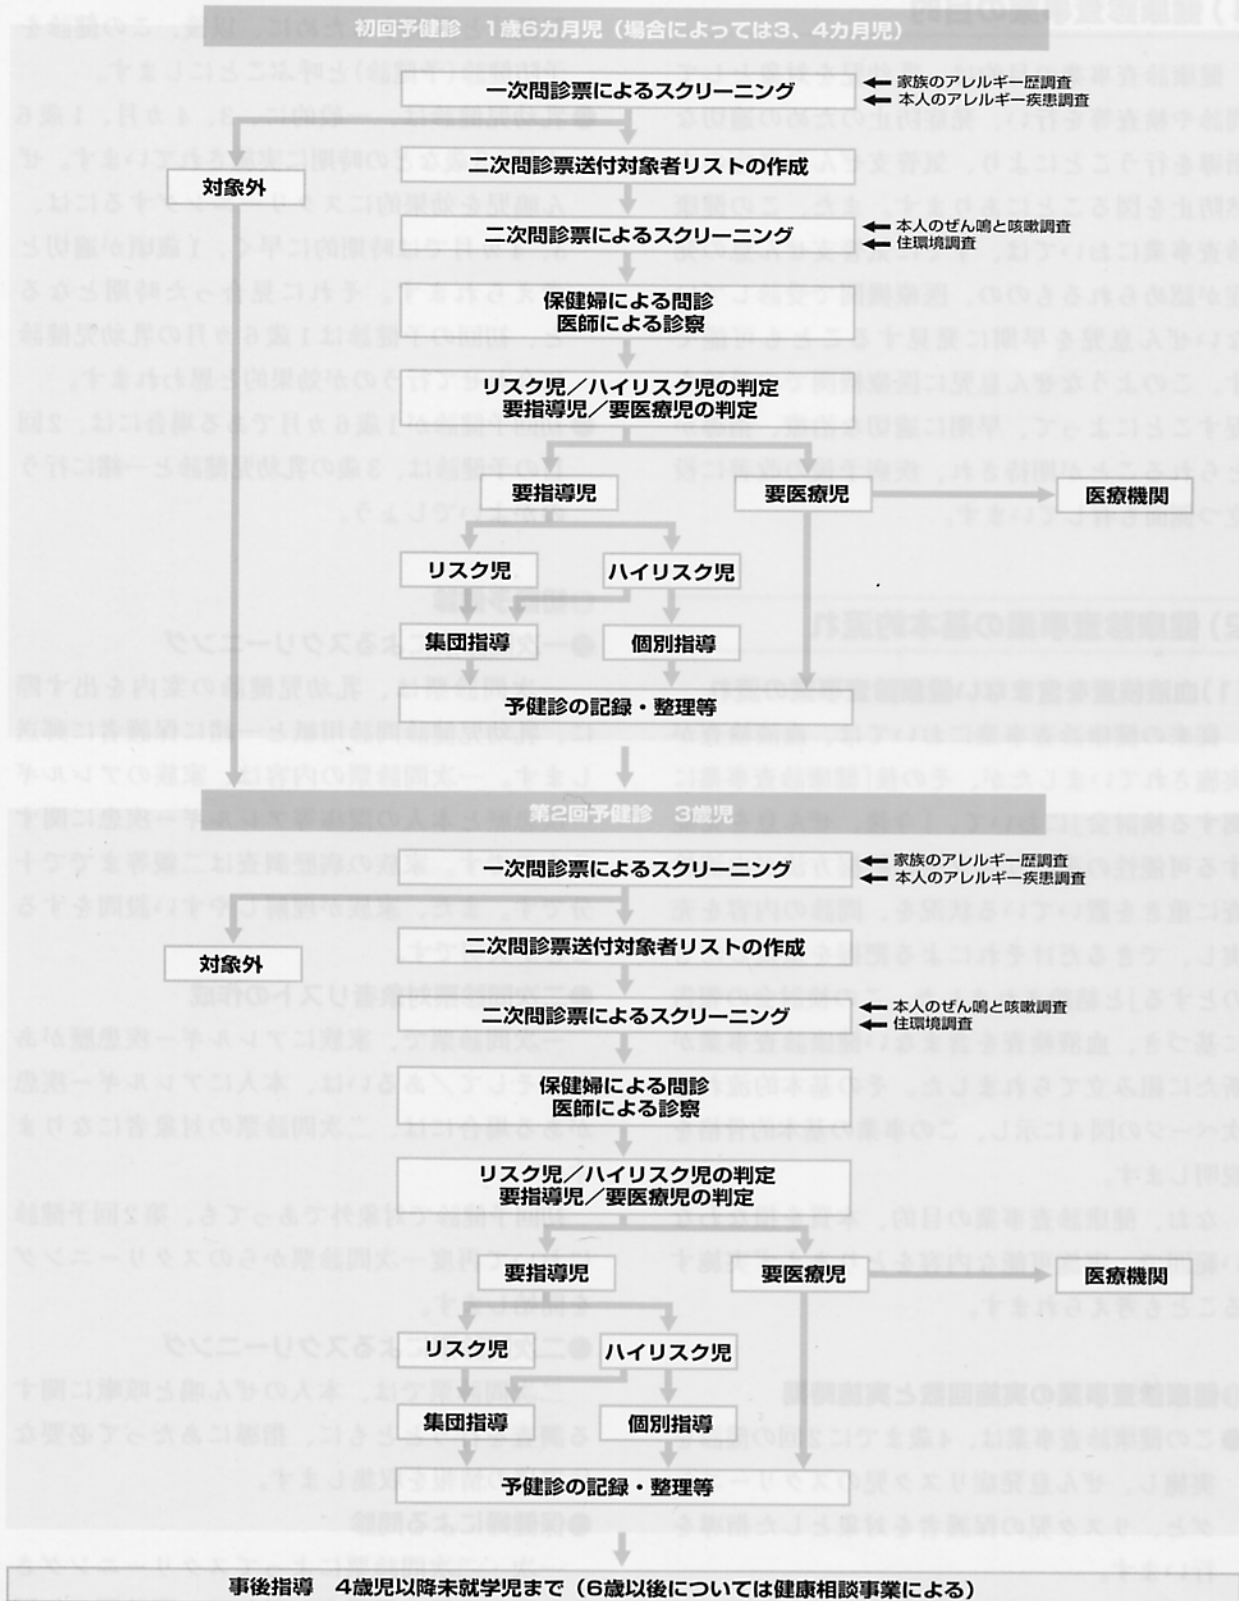 初回予健診　1歳6カ月児（場合によっては3、4カ月児）
一次問診票によるスクリーニング
家族のアレルギー歴調査
本人のアレルギー疾患調査
対象外
二次問診票送付対象者リストの作成
二次問診票によるスクリーニング
本人のぜん鳴と咳嗽調査
住環境調査
保健婦による問診
医師による診察
リスク児／ハイリスク児の判定
要指導児／要医療児の判定
要指導児
要医療児
医療機関
リスク児
ハイリスク児
集団指導
個別指導
予健診の記録・整理等
第2回予健診　3歳児
一次問診票によるスクリーニング
家族のアレルギー歴調査
本人のアレルギー疾患調査
対象外
二次問診票送付対象者リストの作成
二次問診票によるスクリーニング
本人のぜん鳴と咳嗽調査
住環境調査
保健婦による問診
医師による診察
リスク児／ハイリスク児の判定
要指導児／要医療児の判定
要指導児
要医療児
医療機関
リスク児
ハイリスク児
集団指導
個別指導
予健診の記録・整理等
事後指導　4歳児以降未就学児まで（6歳以後については健康相談事業による）